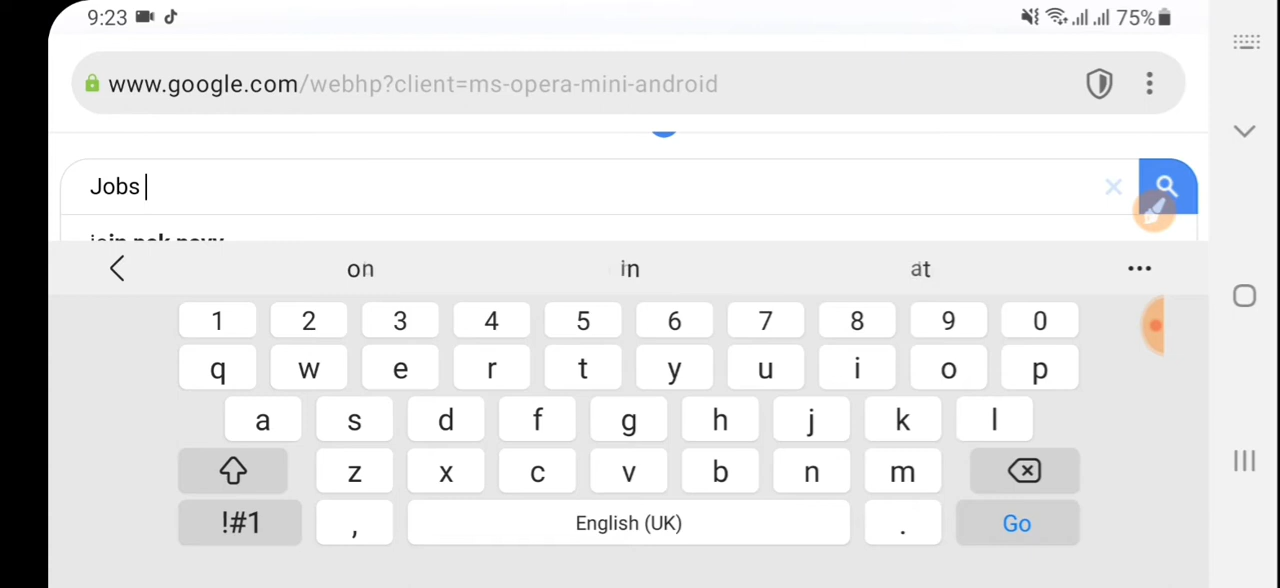 9:23
75%
www.google.com/webhp?client=ms-opera-mini-android
Jobs
join pak navy
on in at
1 2 3 4 5 6 7 8 9 0
q w e r t y u i o p
a s d f g h j k l
z x c v b n m
!#1 , English (UK) . Go